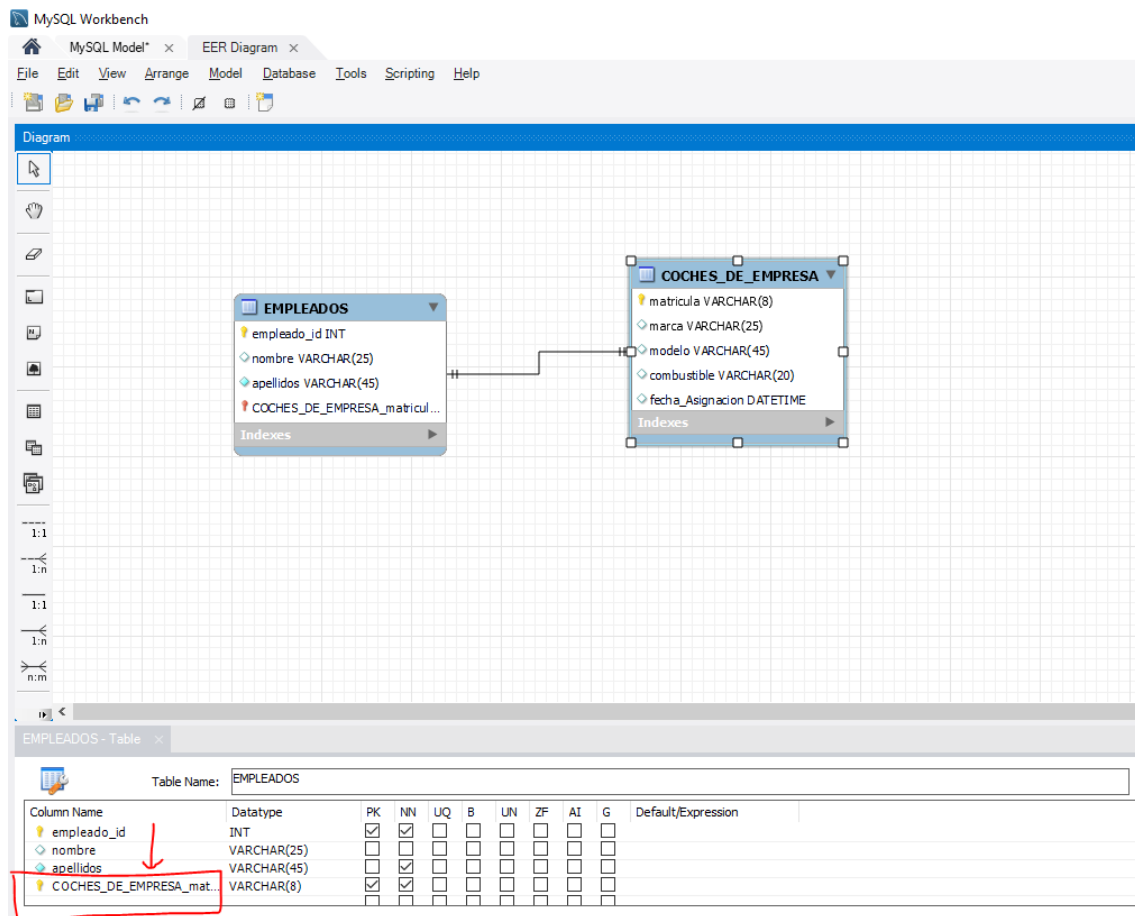 MySQL Workbench
MySQL Model* ×
EER Diagram ×
File Edit View Arrange Model Database Tools Scripting Help
Diagram
EMPLEADOS
empleado_id INT
nombre VARCHAR(25)
apellidos VARCHAR(45)
COCHES_DE_EMPRESA_matricul...
Indexes
COCHES_DE_EMPRESA
matricula VARCHAR(8)
marca VARCHAR(25)
modelo VARCHAR(45)
combustible VARCHAR(20)
fecha_Asignacion DATETIME
Indexes
1:1
1:n
1:1
1:n
n:m
EMPLEADOS - Table ×
Table Name: EMPLEADOS
Column Name Datatype PK NN UQ B UN ZF AI G Default/Expression
empleado_id INT
nombre VARCHAR(25)
apellidos VARCHAR(45)
COCHES_DE_EMPRESA_mat... VARCHAR(8)